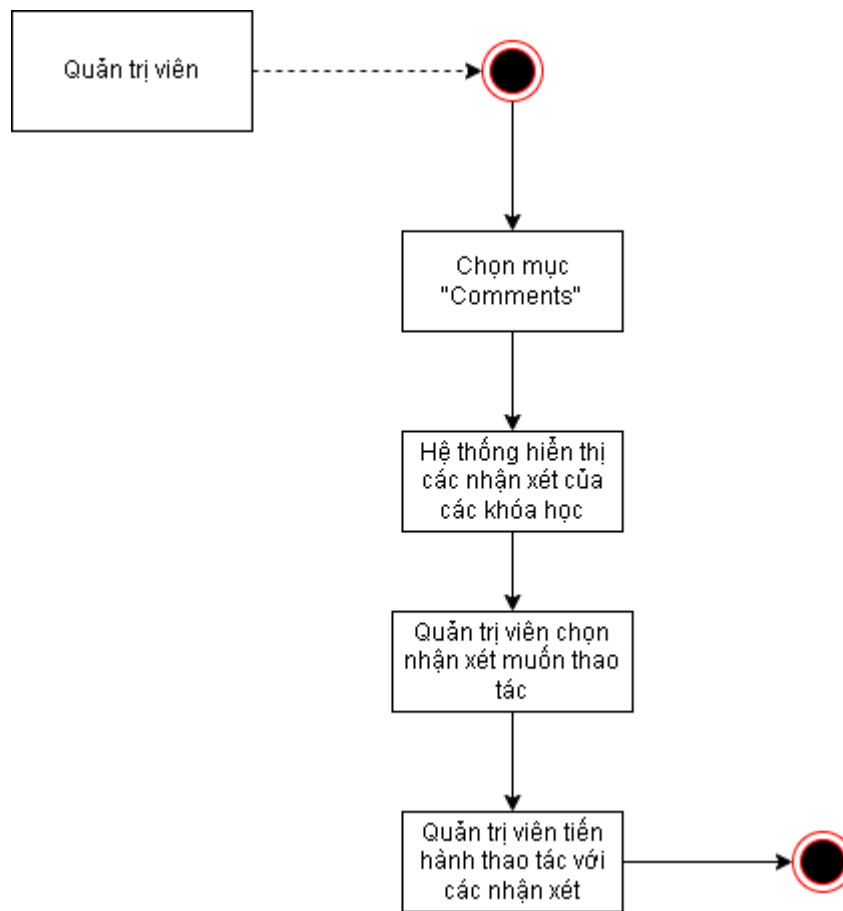 Quản trị viên
Chọn mục
"Comments"
Hệ thống hiển thị
các nhận xét của
các khóa học
Quản trị viên chọn
nhận xét muốn thao
tác
Quản trị viên tiến
hành thao tác với
các nhận xét